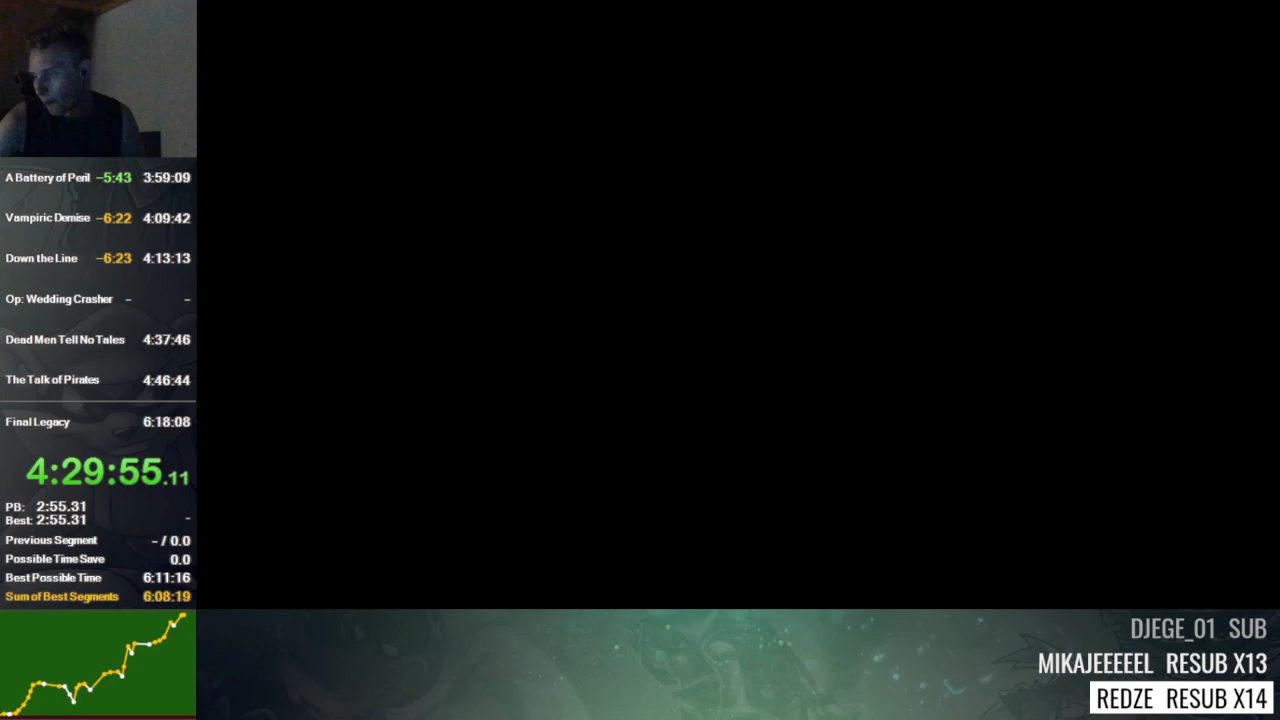 A Battery of Peril −5:43 3:59:09
Vampiric Demise −6:22 4:09:42
Down the Line −6:23 4:13:13
Op: Wedding Crasher - -
Dead Men Tell No Tales 4:37:46
The Talk of Pirates 4:46:44
Final Legacy 6:18:08
4:29:55.11
PB: 2:55.31
Best: 2:55.31 -
Previous Segment - / 0.0
Possible Time Save 0.0
Best Possible Time 6:11:16
Sum of Best Segments 6:08:19
DJEGE_01 SUB
MIKAJEEEEEL RESUB X13
REDZE RESUB X14